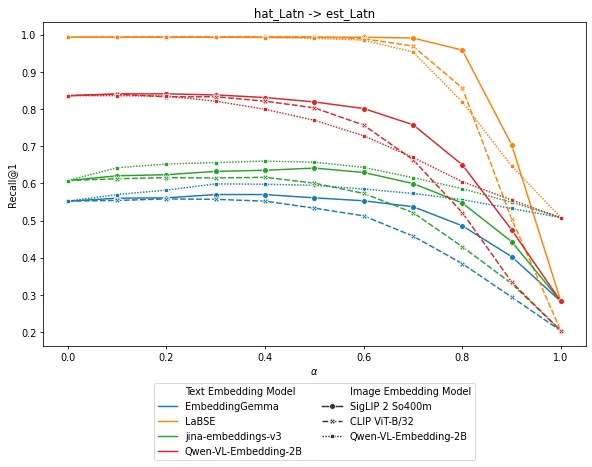 hat_Latn -> est_Latn
Recall@1
1.0
0.9
0.8
0.7
0.6
0.5
0.4
0.3
0.2
0.0 0.2 0.4 0.6 0.8 1.0
α
Text Embedding Model
EmbeddingGemma
LaBSE
jina-embeddings-v3
Qwen-VL-Embedding-2B
Image Embedding Model
SigLIP 2 So400m
CLIP ViT-B/32
Qwen-VL-Embedding-2B